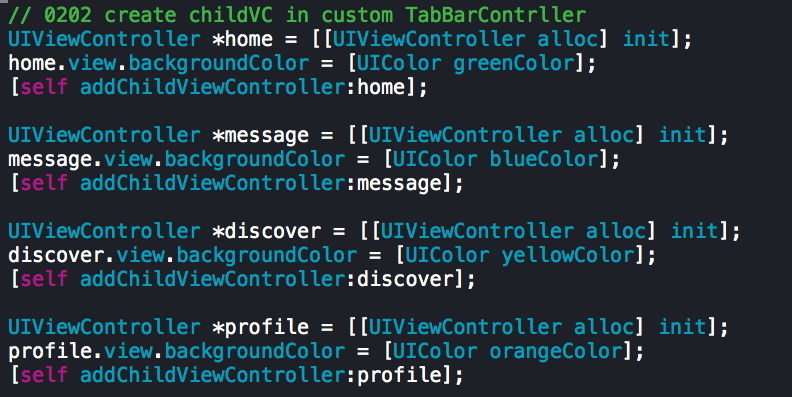 // 0202 create childVC in custom TabBarContrller
UIViewController *home = [[UIViewController alloc] init];
home.view.backgroundColor = [UIColor greenColor];
[self addChildViewController:home];
UIViewController *message = [[UIViewController alloc] init];
message.view.backgroundColor = [UIColor blueColor];
[self addChildViewController:message];
UIViewController *discover = [[UIViewController alloc] init];
discover.view.backgroundColor = [UIColor yellowColor];
[self addChildViewController:discover];
UIViewController *profile = [[UIViewController alloc] init];
profile.view.backgroundColor = [UIColor orangeColor];
[self addChildViewController:profile];